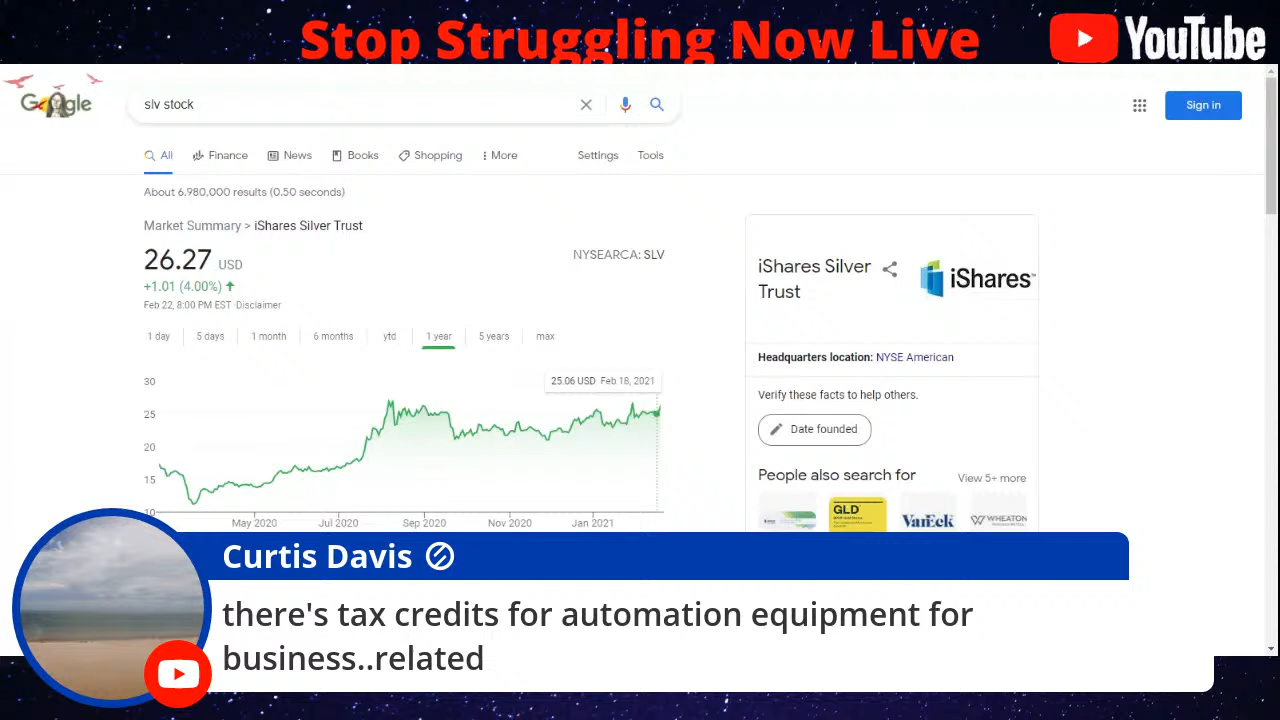 Stop Struggling Now Live
YouTube
Google
slv stock
Sign in
All Finance News Books Shopping More Settings Tools
About 6,980,000 results (0.50 seconds)
Market Summary > iShares Silver Trust
26.27 USD
NYSEARCA: SLV
+1.01 (4.00%)
Feb 22, 8:00 PM EST · Disclaimer
1 day 5 days 1 month 6 months ytd 1 year 5 years max
25.06 USD Feb 18, 2021
30
25
20
15
10
May 2020 Jul 2020 Sep 2020 Nov 2020 Jan 2021
iShares Silver
Trust
iShares™
Headquarters location: NYSE American
Verify these facts to help others.
Date founded
People also search for View 5+ more
GLD
VanEck
WHEATON
Curtis Davis
there's tax credits for automation equipment for
business..related